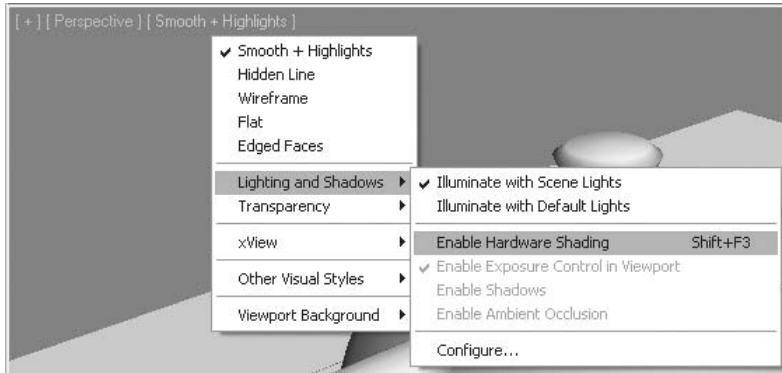 [ + ] [ Perspective ] [ Smooth + Highlights ]
Smooth + Highlights
Hidden Line
Wireframe
Flat
Edged Faces
Lighting and Shadows
Transparency
xView
Other Visual Styles
Viewport Background
Illuminate with Scene Lights
Illuminate with Default Lights
Enable Hardware Shading Shift+F3
Enable Exposure Control in Viewport
Enable Shadows
Enable Ambient Occlusion
Configure...